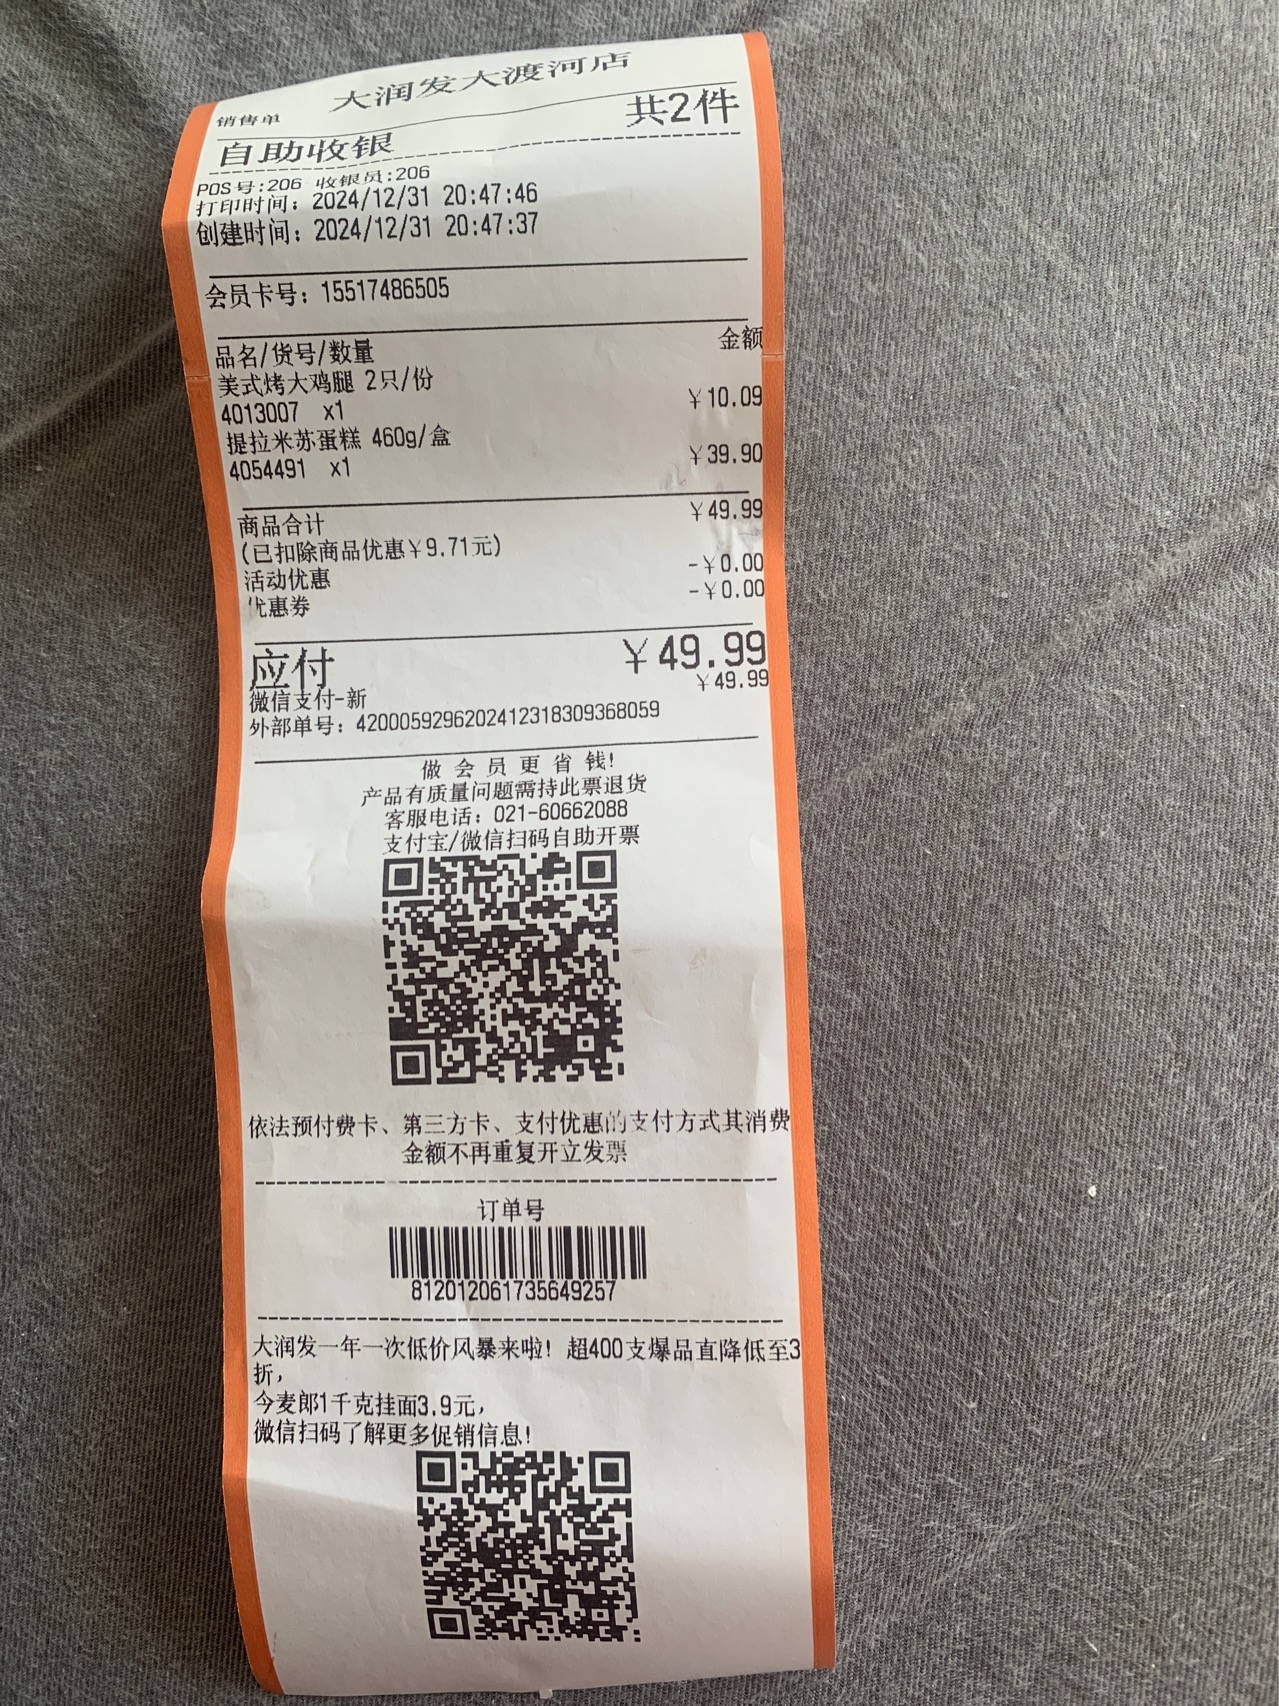 大润发大渡河店
销售单 共2件
自助收银
POS号:206 收银员:206
打印时间：2024/12/31 20:47:46
创建时间：2024/12/31 20:47:37
会员卡号：15517486505
品名/货号/数量 金额
美式烤大鸡腿 2只/份
4013007 x1 ￥10.09
提拉米苏蛋糕 460g/盒
4054491 x1 ￥39.90
商品合计 ￥49.99
(已扣除商品优惠￥9.71元)
活动优惠 -￥0.00
优惠券 -￥0.00
应付 ￥49.99
微信支付-新 ￥49.99
外部单号：4200059296202412318309368059
做会员更省钱!
产品有质量问题需持此票退货
客服电话：021-60662088
支付宝/微信扫码自助开票
依法预付费卡、第三方卡、支付优惠的支付方式其消费
金额不再重复开立发票
订单号
812012061735649257
大润发一年一次低价风暴来啦！超400支爆品直降低至3
折，
今麦郎1千克挂面3.9元，
微信扫码了解更多促销信息!